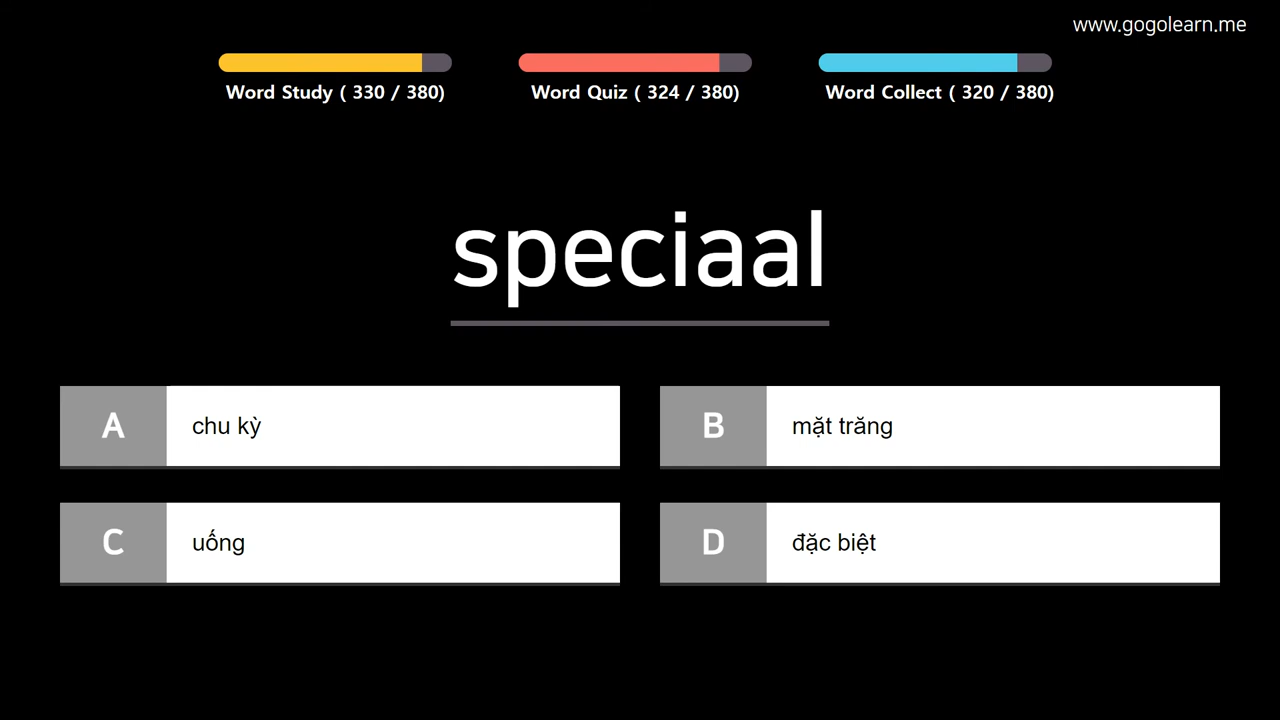 www.gogolearn.me
Word Study ( 330 / 380)
Word Quiz ( 324 / 380)
Word Collect ( 320 / 380)
speciaal
A chu kỳ
B mặt trăng
C uống
D đặc biệt